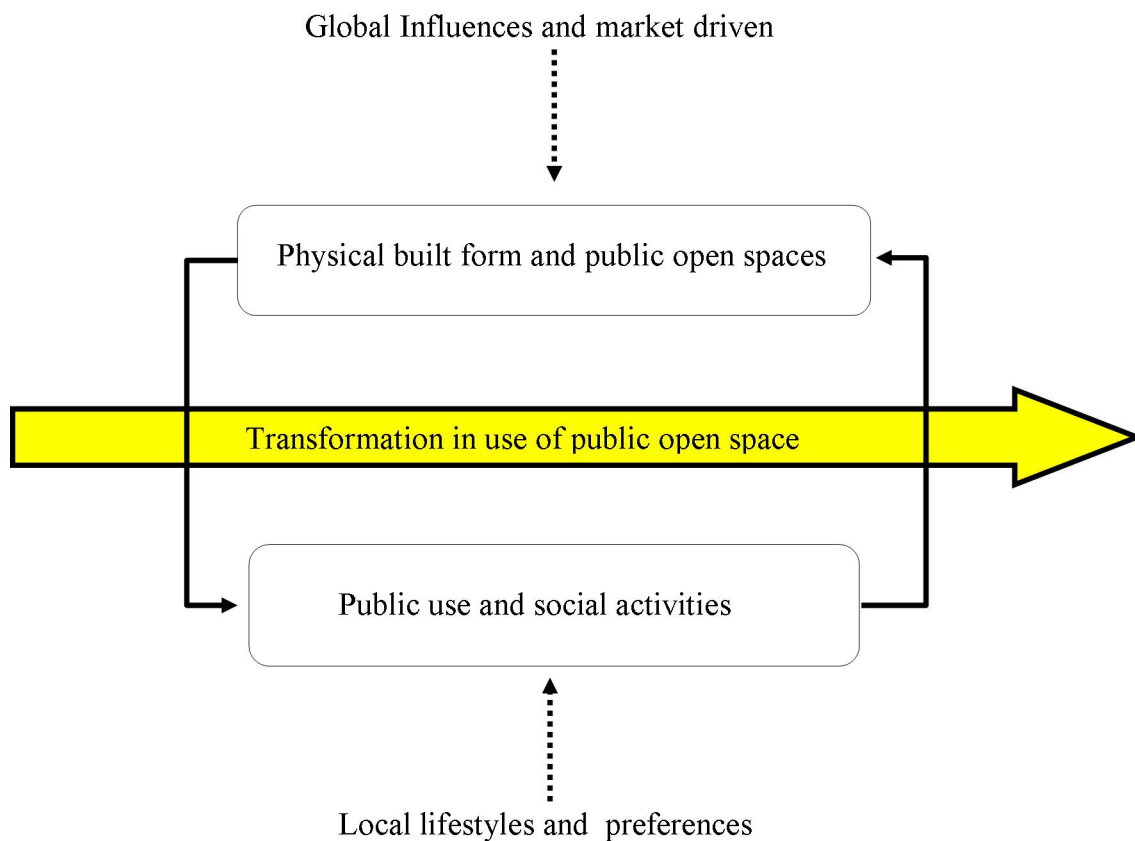 Global Influences and market driven
Physical built form and public open spaces
Transformation in use of public open space
Public use and social activities
Local lifestyles and  preferences